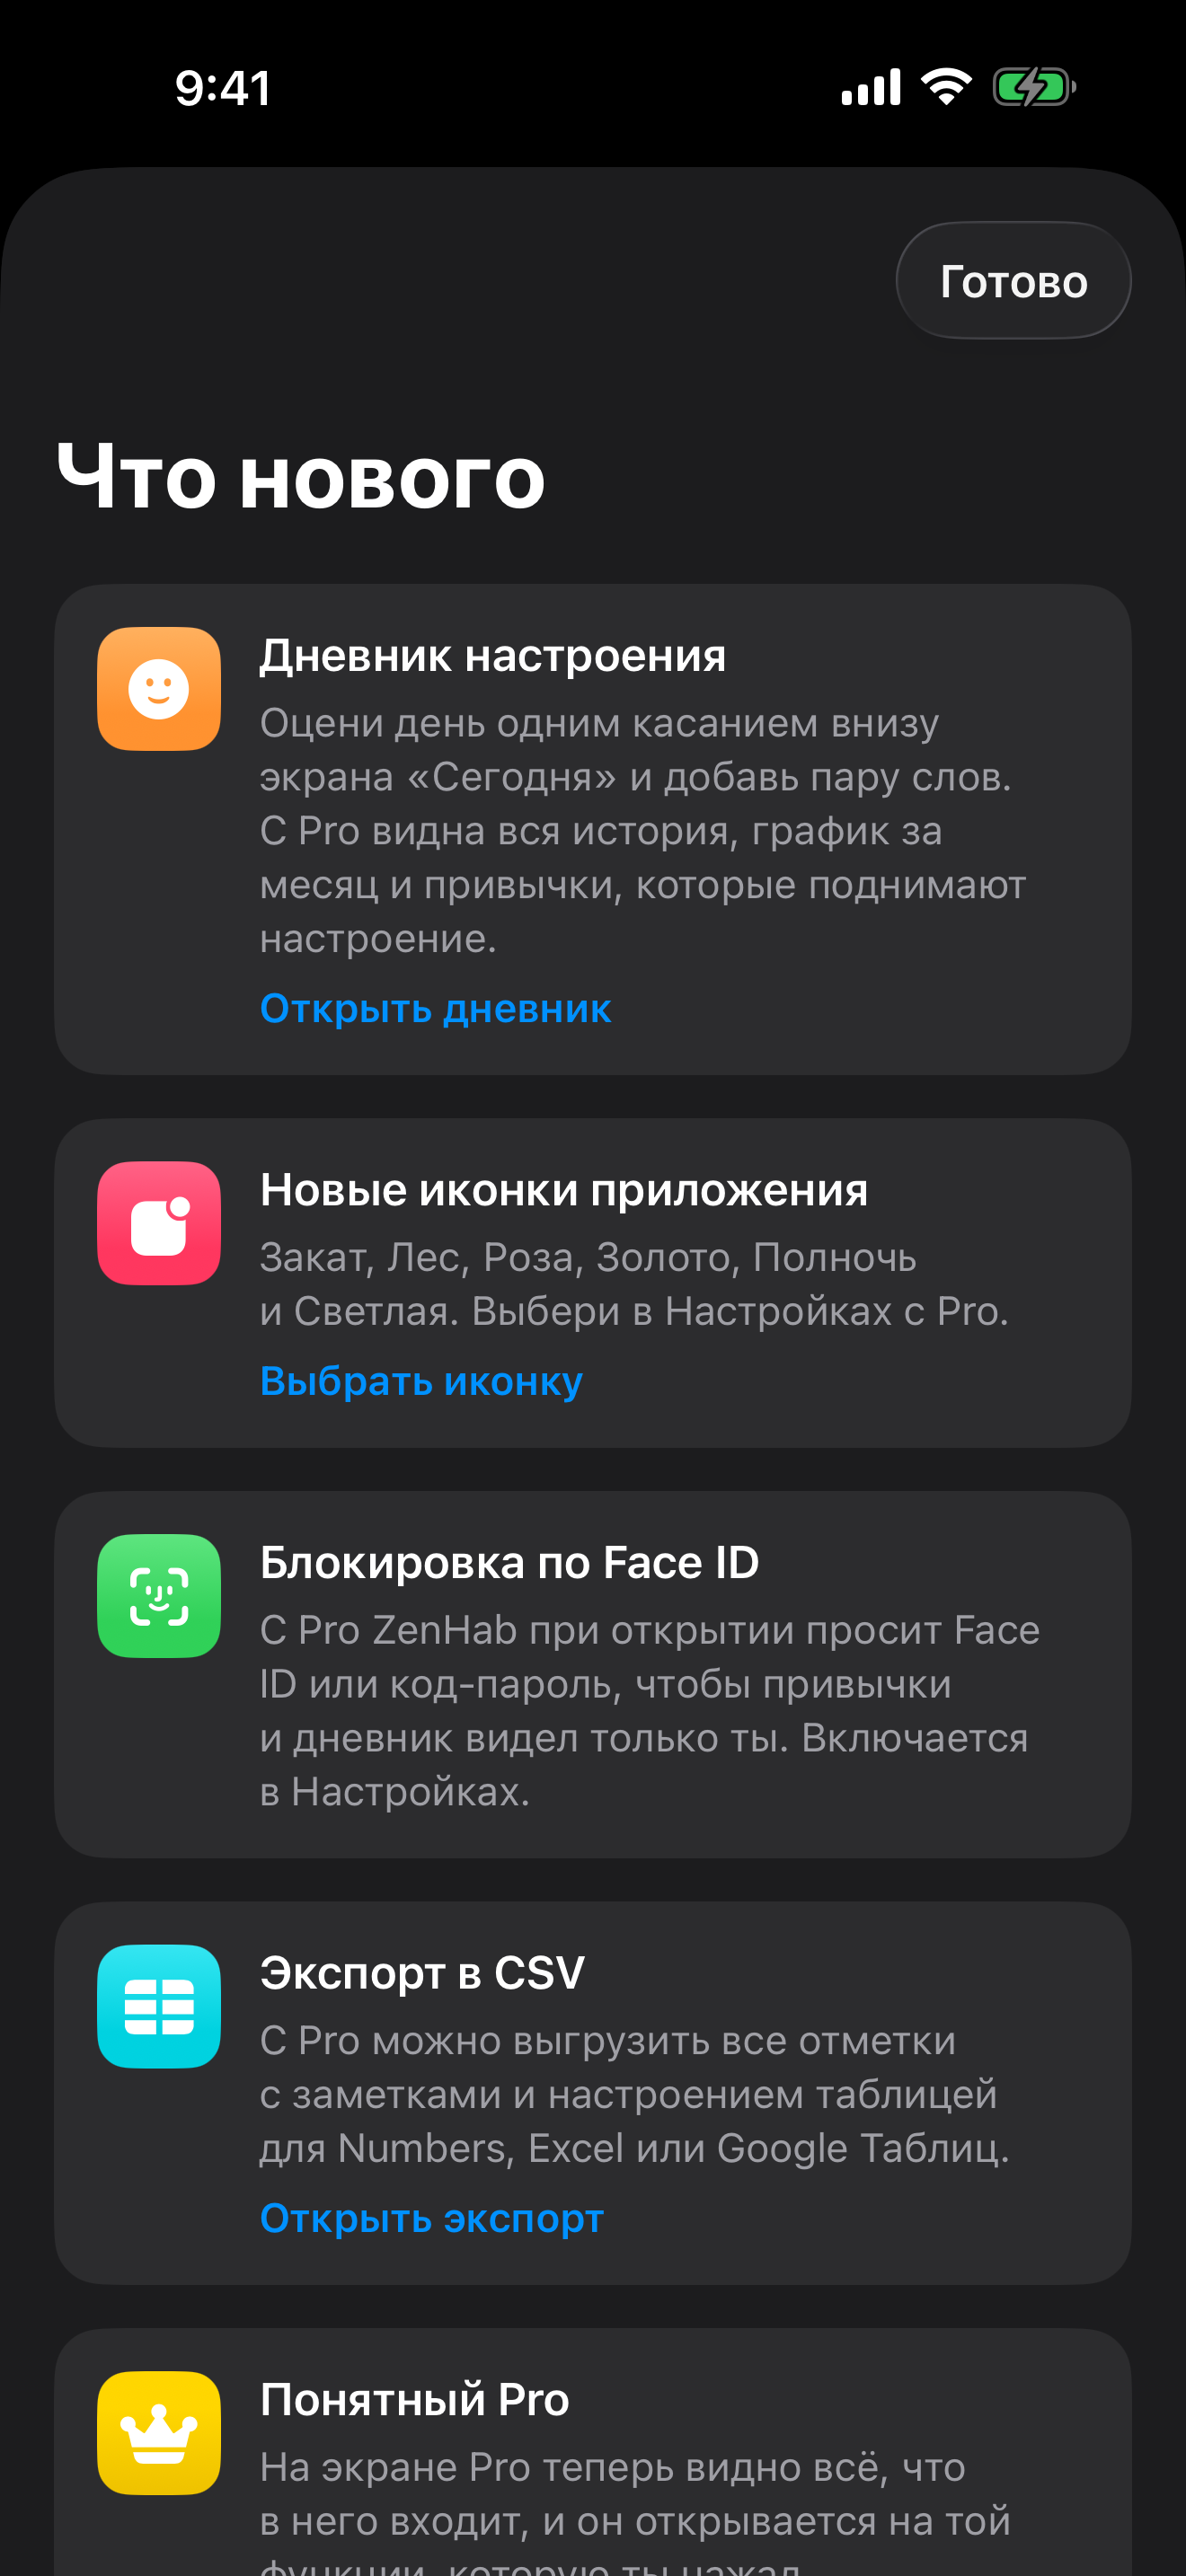 9:41
Готово
Что нового
Дневник настроения
Оцени день одним касанием внизу
экрана «Сегодня» и добавь пару слов.
С Pro видна вся история, график за
месяц и привычки, которые поднимают
настроение.
Открыть дневник
Новые иконки приложения
Закат, Лес, Роза, Золото, Полночь
и Светлая. Выбери в Настройках с Pro.
Выбрать иконку
Блокировка по Face ID
С Pro ZenHab при открытии просит Face
ID или код-пароль, чтобы привычки
и дневник видел только ты. Включается
в Настройках.
Экспорт в CSV
С Pro можно выгрузить все отметки
с заметками и настроением таблицей
для Numbers, Excel или Google Таблиц.
Открыть экспорт
Понятный Pro
На экране Pro теперь видно всё, что
в него входит, и он открывается на той
функции, которую ты нажал.